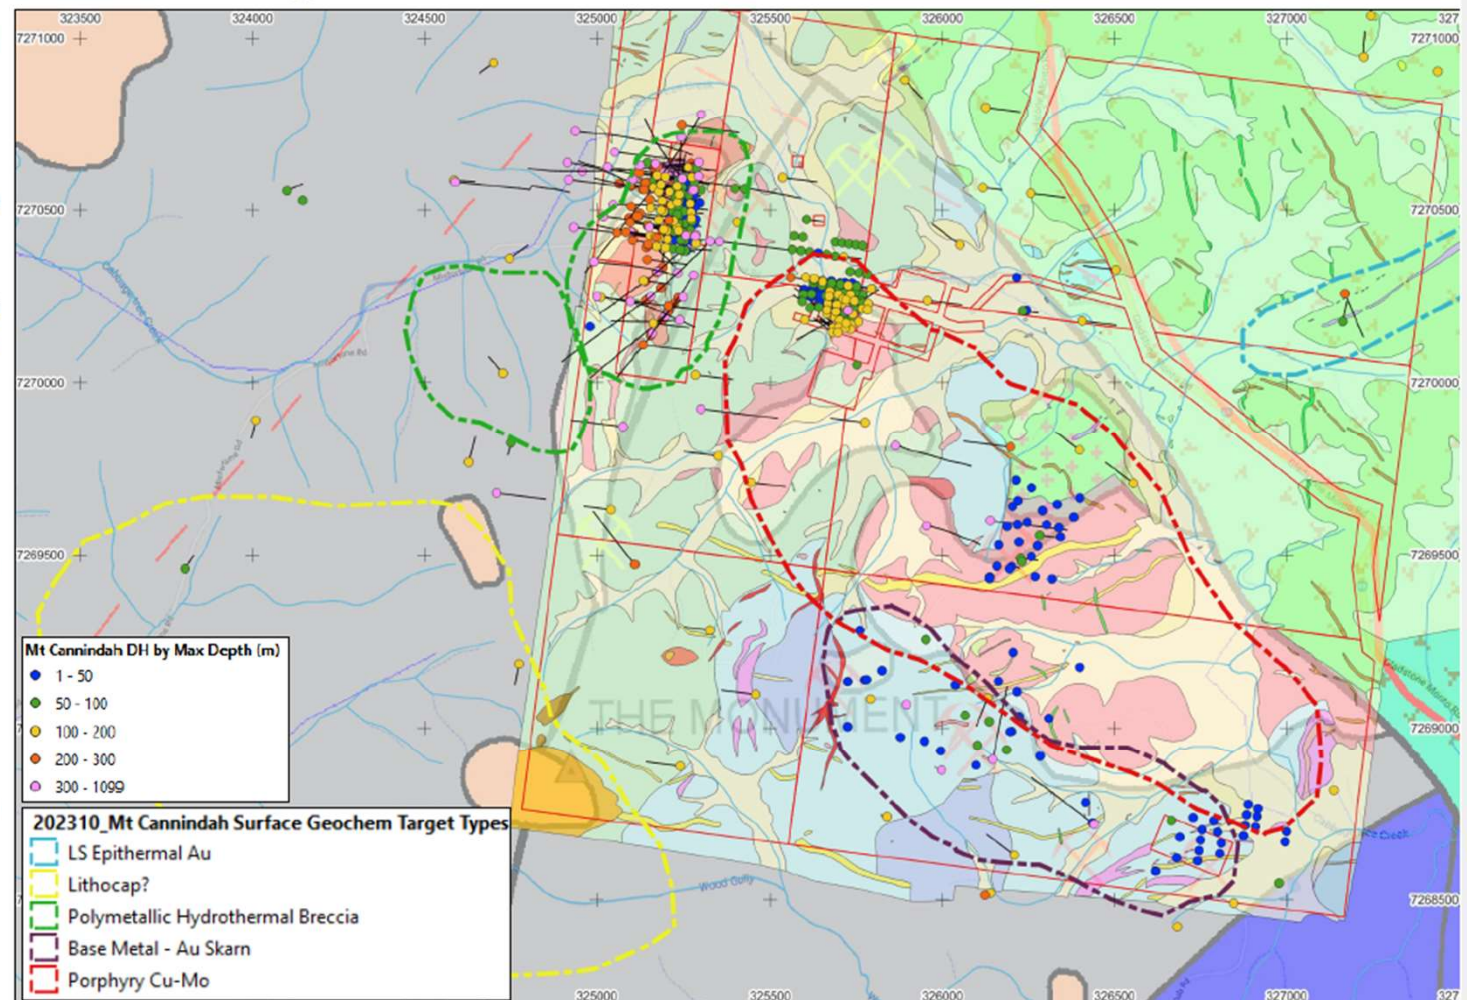 323500 324000 324500 325000 325500 326000 326500 327000 327
7271000 7271000
7270500 7270500
7270000 7270000
7269500 7269500
THE MONUMENT
7269000
7268500
Wood Gully
Mt Cannindah DH by Max Depth (m)
1 - 50
50 - 100
100 - 200
200 - 300
300 - 1099
202310_Mt Cannindah Surface Geochem Target Types
LS Epithermal Au
Lithocap?
Polymetallic Hydrothermal Breccia
Base Metal - Au Skarn
Porphyry Cu-Mo
325000 325500 326000 326500 327000 327